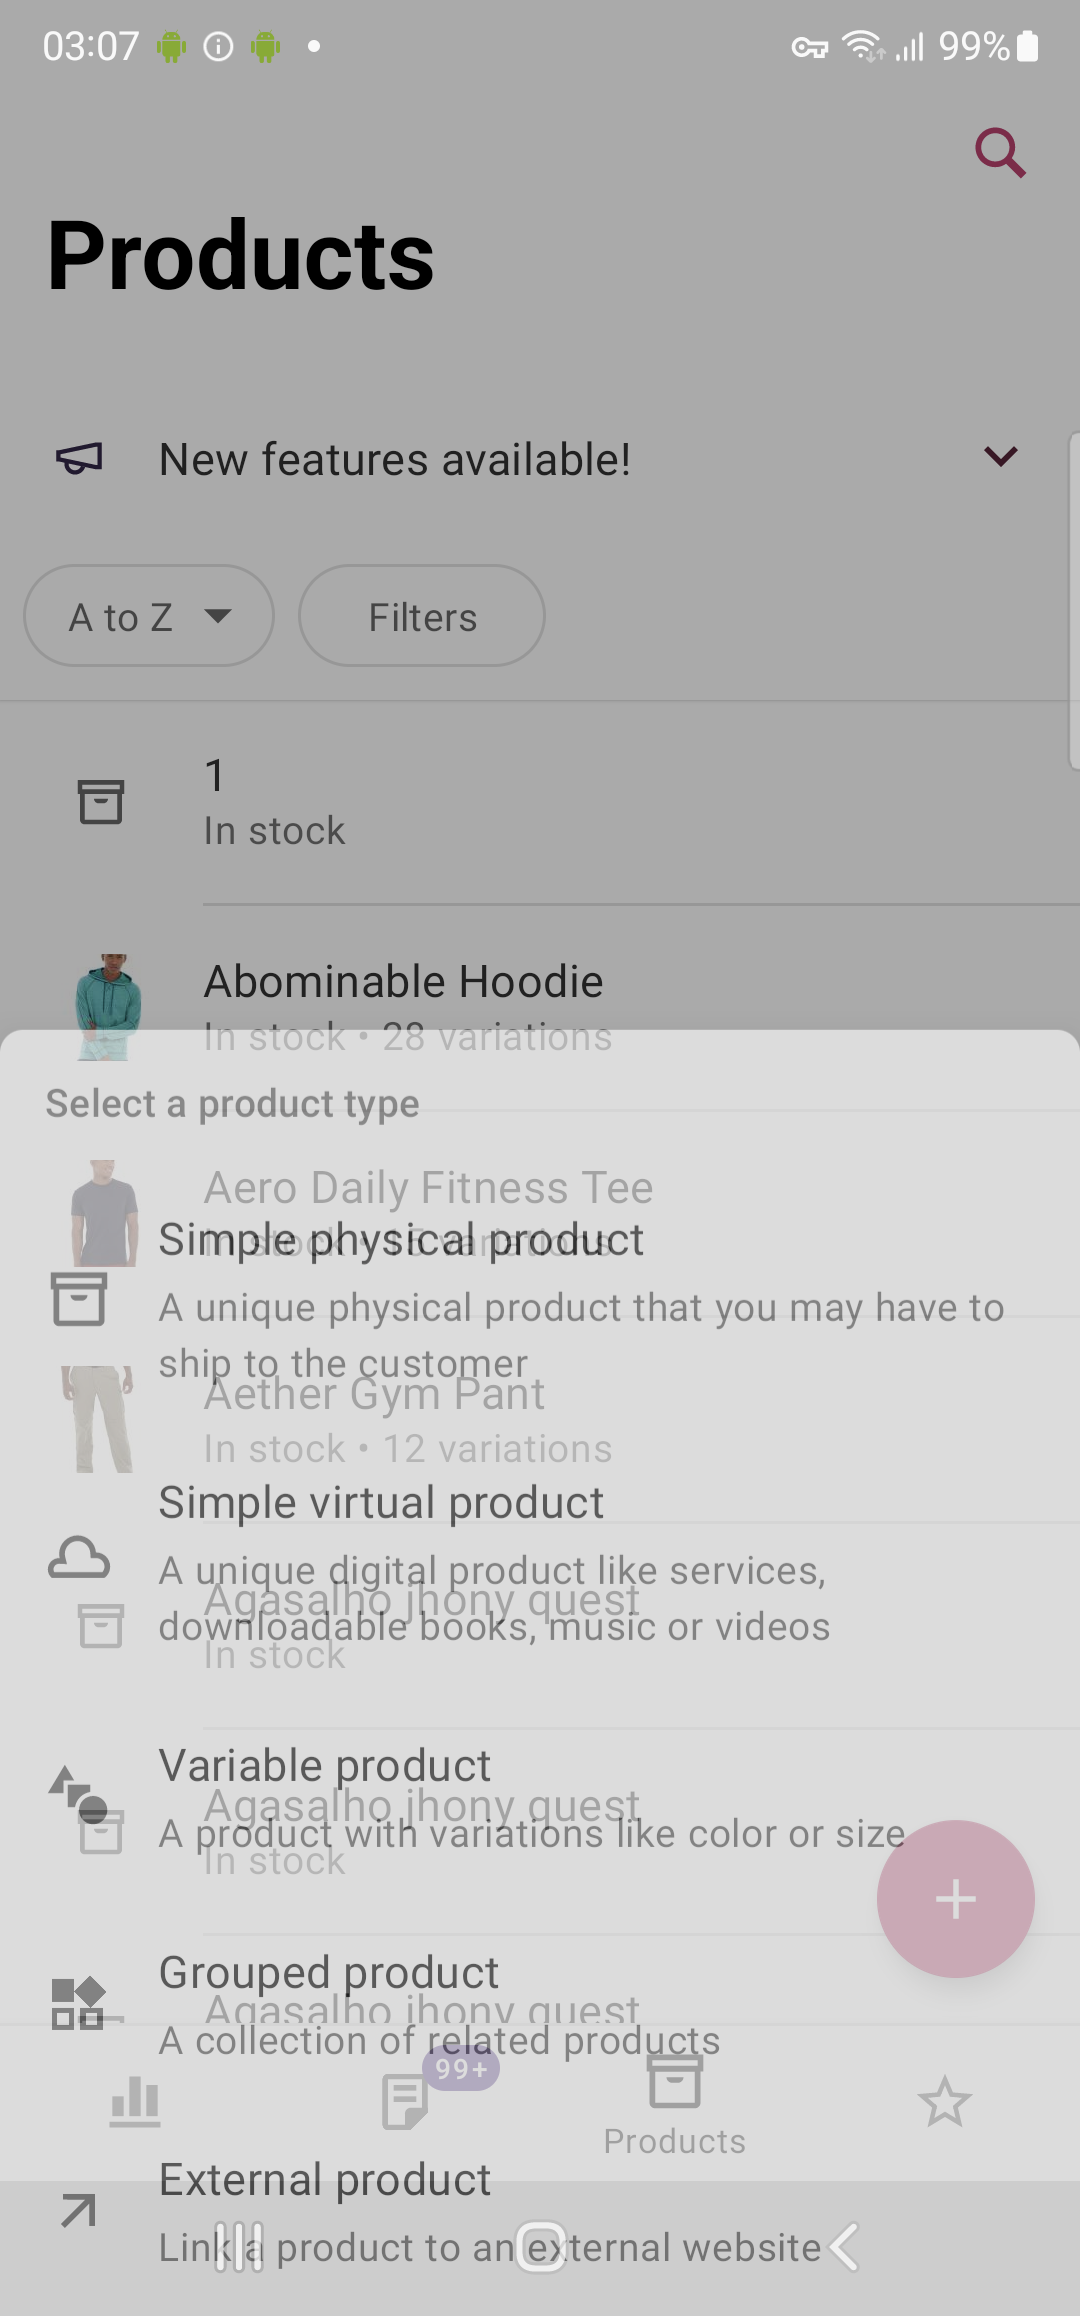 03:07
99%
Products
New features available!
A to Z
Filters
1
In stock
Abominable Hoodie
In stock • 28 variations
Select a product type
Aero Daily Fitness Tee
In stock • 15 variations
Simple physical product
A unique physical product that you may have to
ship to the customer
Aether Gym Pant
In stock • 12 variations
Simple virtual product
A unique digital product like services,
Agasalho jhony quest
downloadable books, music or videos
In stock
Variable product
Agasalho jhony quest
A product with variations like color or size
In stock
Grouped product
Agasalho jhony quest
A collection of related products
99+
Products
External product
Link a product to an external website